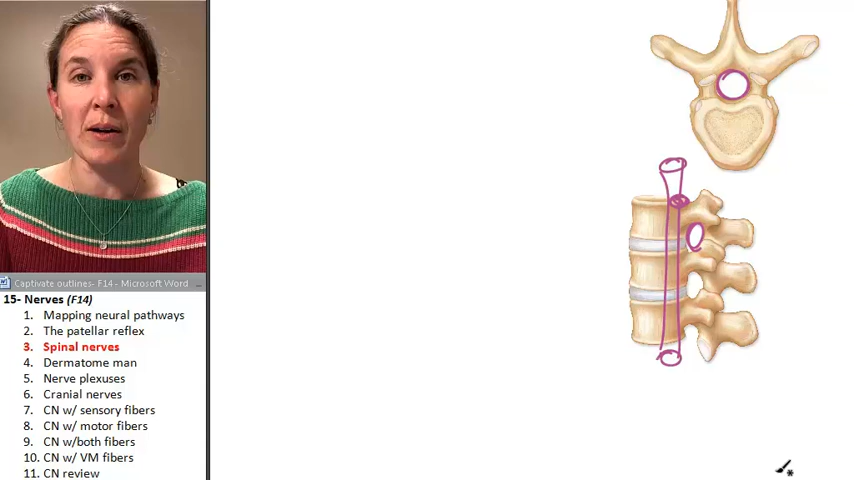 Captivate outlines- F14 - Microsoft Word
15- Nerves (F14)
1. Mapping neural pathways
2. The patellar reflex
3. Spinal nerves
4. Dermatome man
5. Nerve plexuses
6. Cranial nerves
7. CN w/ sensory fibers
8. CN w/ motor fibers
9. CN w/both fibers
10. CN w/ VM fibers
11. CN review